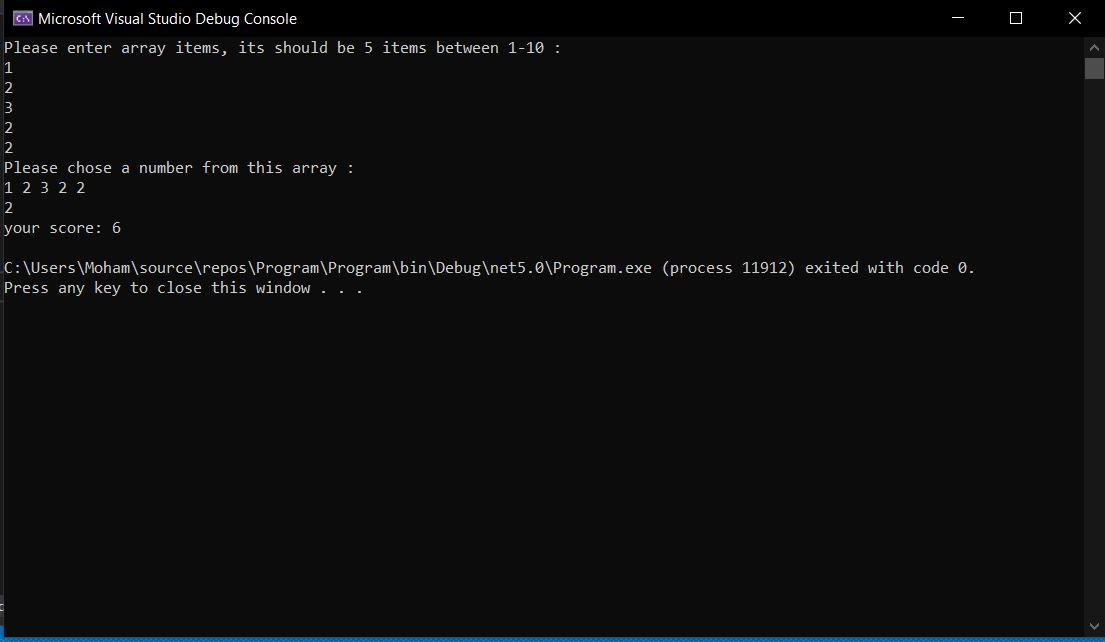 Microsoft Visual Studio Debug Console
Please enter array items, its should be 5 items between 1-10 :
1
2
3
2
2
Please chose a number from this array :
1 2 3 2 2
2
your score: 6
C:\Users\Moham\source\repos\Program\Program\bin\Debug\net5.0\Program.exe (process 11912) exited with code 0.
Press any key to close this window . . .